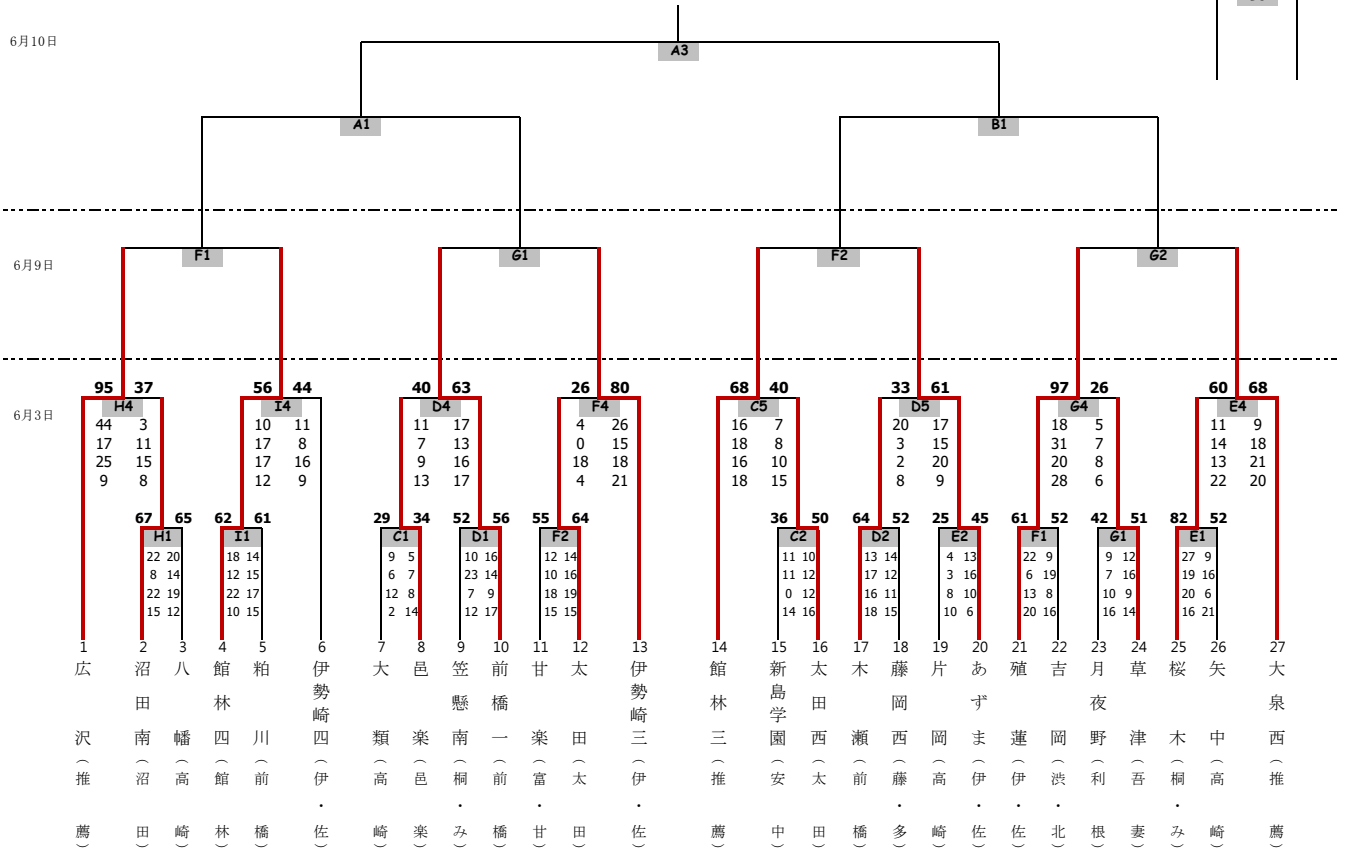 6月10日
A3
A1 B1
6月9日
F1 G1 F2 G2
6月3日
95 37 56 44 40 63 26 80 68 40 33 61 97 26 60 68
H4 I4 D4 F4 C5 D5 G4 E4
44 3 10 11 11 17 4 26 16 7 20 17 18 5 11 9
17 11 17 8 7 13 0 15 18 8 3 15 31 7 14 18
25 15 17 16 9 16 18 18 16 10 2 20 20 8 13 21
9 8 12 9 13 17 4 21 18 15 8 9 28 6 22 20
67 65 62 61 29 34 52 56 55 64 36 50 64 52 25 45 61 52 42 51 82 52
H1 I1 C1 D1 F2 C2 D2 E2 F1 G1 E1
22 20 18 14 9 5 10 16 12 14 11 10 13 14 4 13 22 9 9 12 27 9
8 14 12 15 6 7 23 14 10 16 11 12 17 12 3 16 6 19 7 16 19 16
22 19 22 17 12 8 7 9 18 19 0 12 16 11 8 10 13 8 10 9 20 6
15 12 10 15 2 14 12 17 15 15 14 16 18 15 10 6 20 16 16 14 16 21
1 広沢（推薦）
2 沼田南（沼田）
3 八幡（高崎）
4 館林四（館林）
5 粕川（前橋）
6 伊勢崎四（伊・佐）
7 大類（高崎）
8 邑楽（邑楽）
9 笠懸南（桐・み）
10 前橋一（前橋）
11 甘楽（富・甘）
12 太田（太田）
13 伊勢崎三（伊・佐）
14 館林三（推薦）
15 新島学園（安中）
16 太田西（太田）
17 木瀬（前橋）
18 藤岡西（藤・多）
19 片岡（高崎）
20 あずま（伊・佐）
21 殖蓮（伊・佐）
22 吉岡（渋・北）
23 月夜野（利根）
24 草津（吾妻）
25 桜木（桐・み）
26 矢中（高崎）
27 大泉西（推薦）